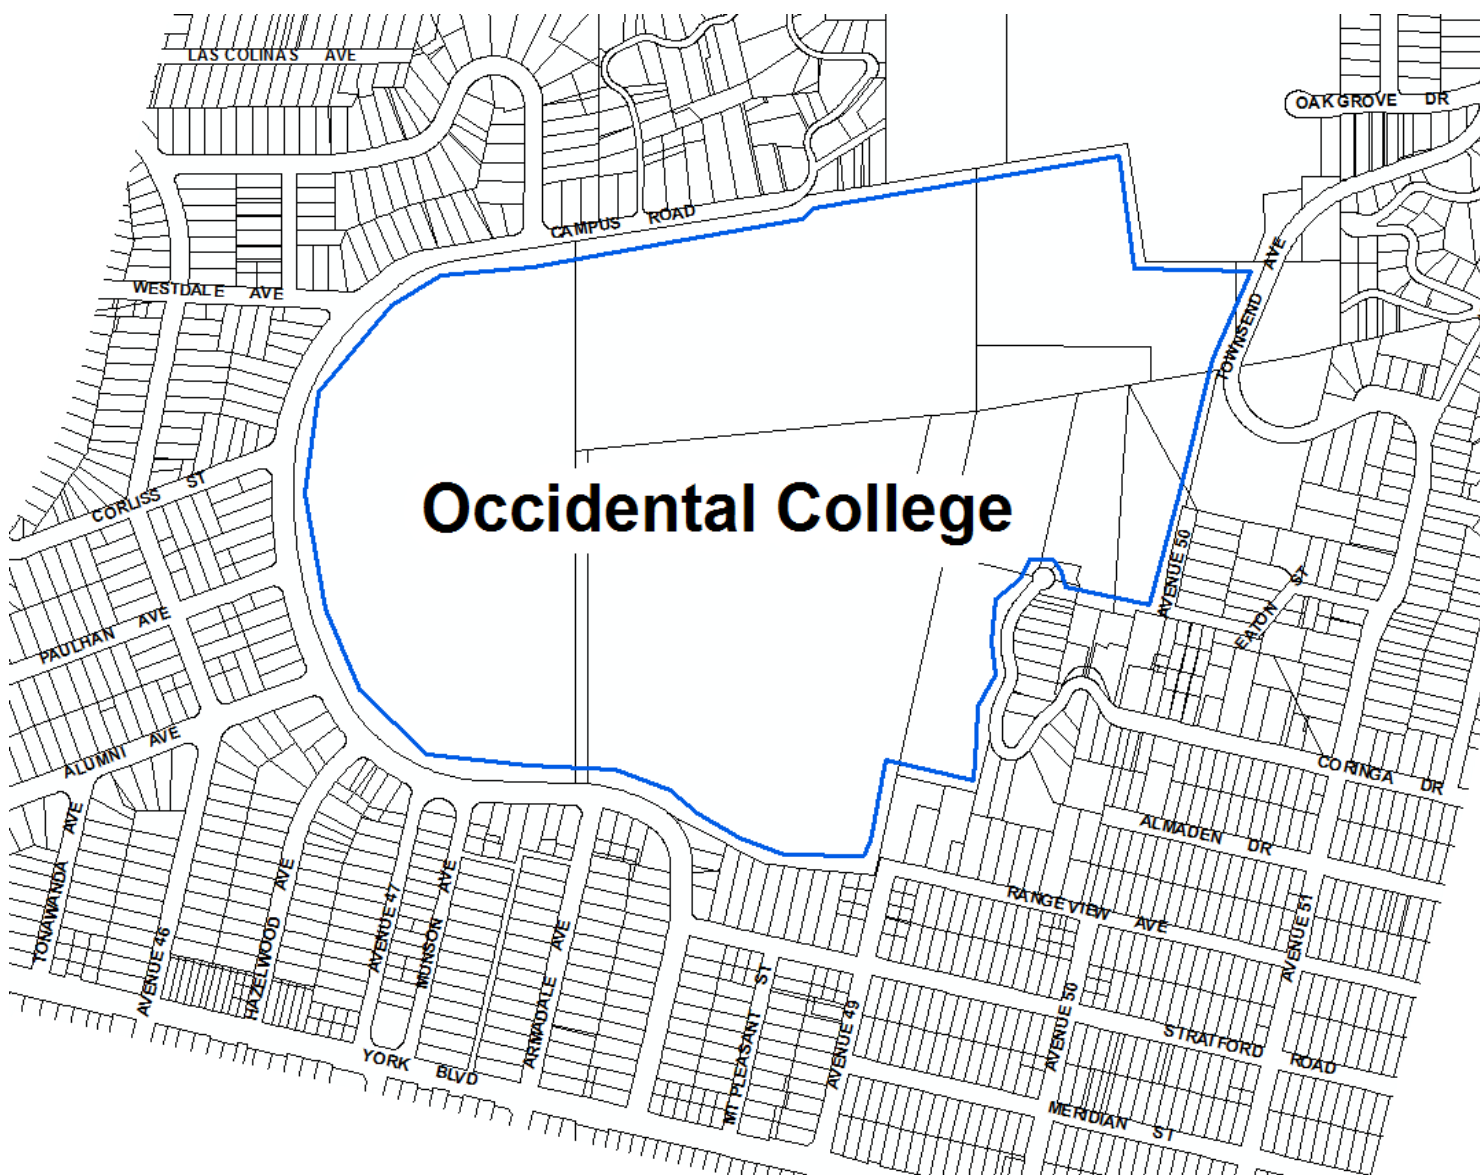 LAS COLINAS AVE
OAK GROVE DR
CAMPUS ROAD
TOWNSEND AVE
WESTDALE AVE
CORLISS ST
Occidental College
AVENUE 50
EATON ST
PAULHAN AVE
ALUMNI AVE
CORINGA DR
ALMADEN DR
RANGEVIEW AVE
TONAWANDA AVE
AVENUE 46
HAZELWOOD AVE
AVENUE 47
MUNSON AVE
ARMADALE AVE
MT PLEASANT ST
AVENUE 49
AVENUE 50
AVENUE 51
YORK BLVD
STRATFORD ROAD
MERIDIAN ST